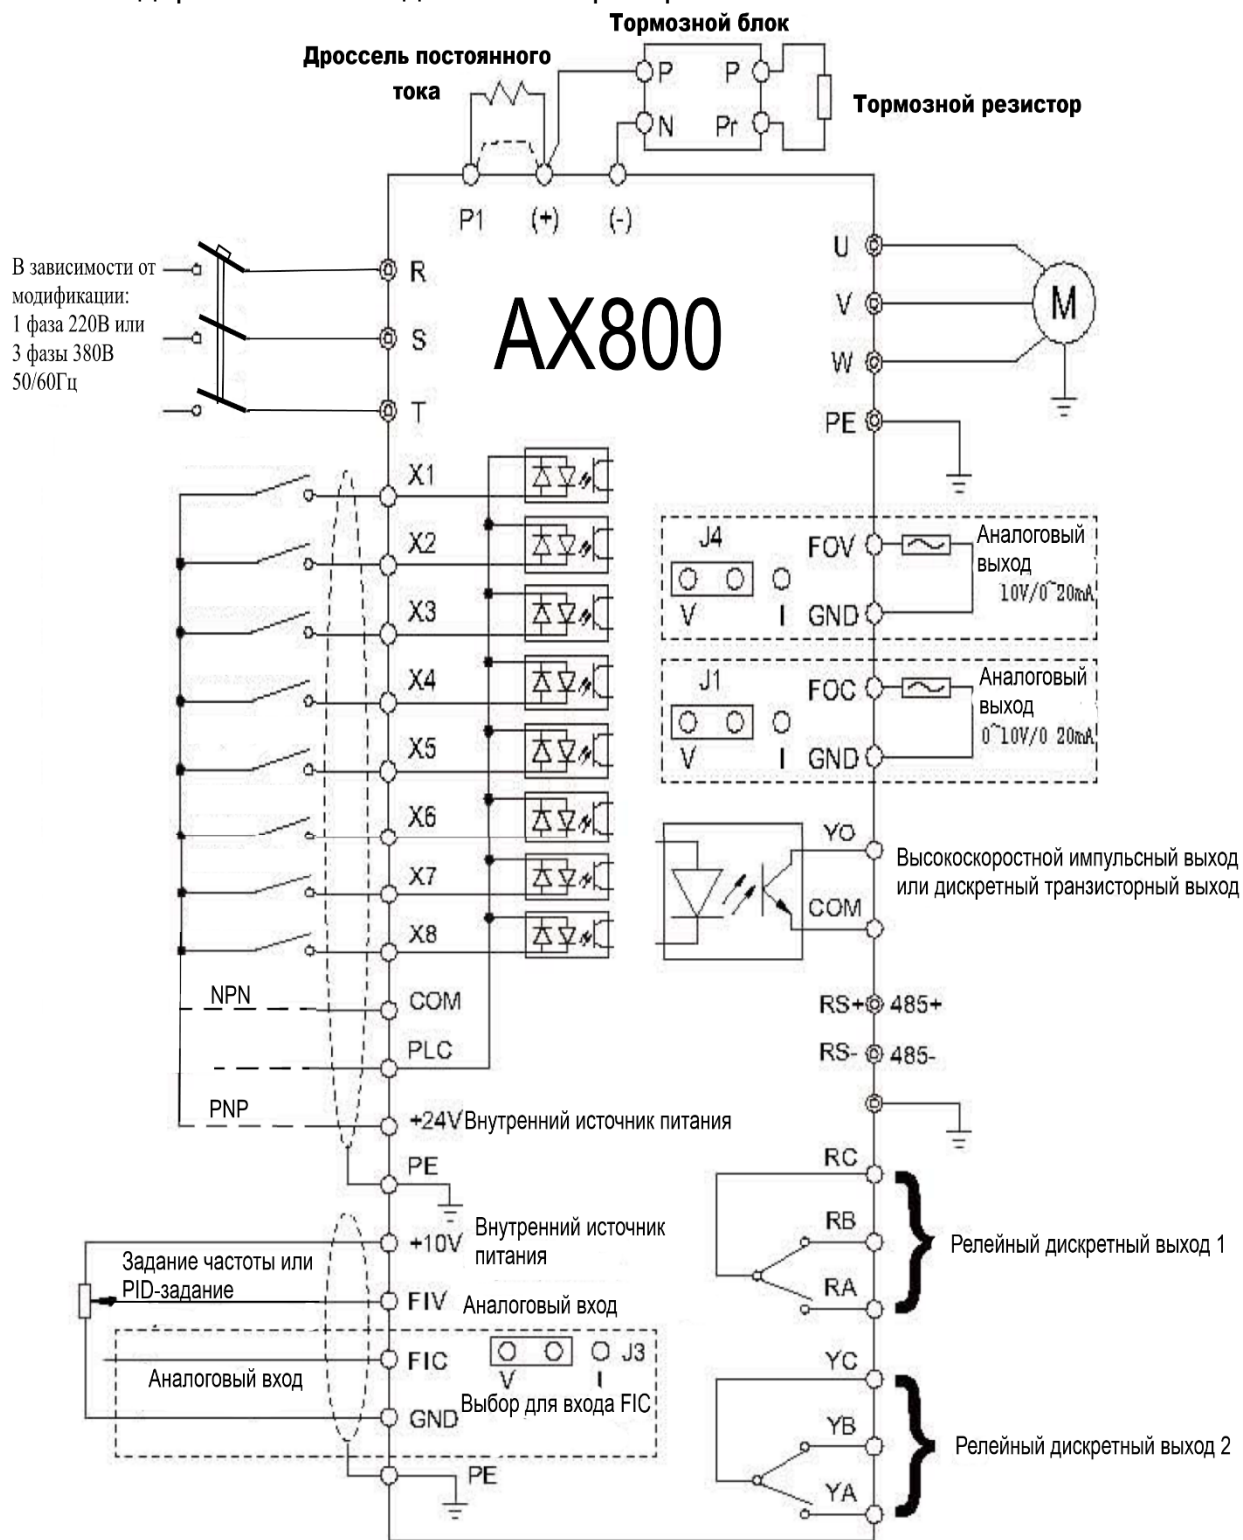 Тормозной блок
Дроссель постоянного
тока
P P
N Pr
Тормозной резистор
P1 (+) (-)
В зависимости от
модификации:
1 фаза 220В или
3 фазы 380В
50/60Гц
R
S
T
AX800
U
V
W
PE
M
X1
X2
X3
X4
X5
X6
X7
X8
NPN
COM
PLC
PNP
+24V Внутренний источник питания
PE
J4
V I
FOV
GND
Аналоговый
выход
10V/0~20mA
J1
V I
FOC
GND
Аналоговый
выход
0~10V/0 20mA
YO
COM
Высокоскоростной импульсный выход
или дискретный транзисторный выход
RS+ 485+
RS- 485-
+10V
Внутренний источник
питания
Задание частоты или
PID-задание
FIV Аналоговый вход
FIC
Аналоговый вход
J3
V I
Выбор для входа FIC
GND
PE
RC
RB
RA
Релейный дискретный выход 1
YC
YB
YA
Релейный дискретный выход 2